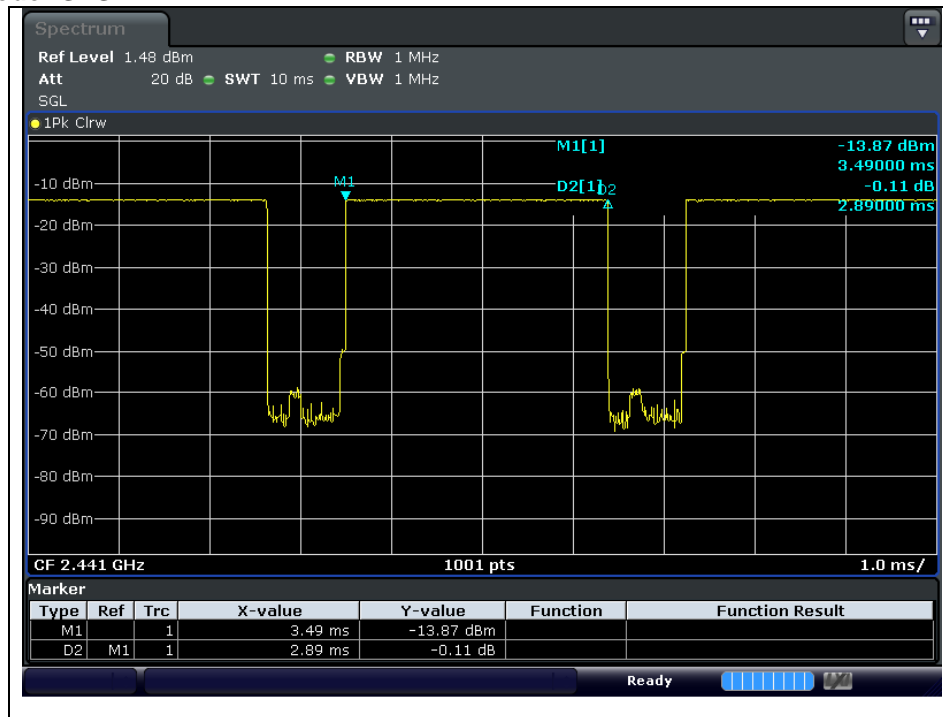 Spectrum
Ref Level 1.48 dBm RBW 1 MHz
Att 20 dB SWT 10 ms VBW 1 MHz
SGL
1Pk Clrw
M1[1] -13.87 dBm
3.49000 ms
-10 dBm M1 D2[1] D2 -0.11 dB
2.89000 ms
-20 dBm
-30 dBm
-40 dBm
-50 dBm
-60 dBm
-70 dBm
-80 dBm
-90 dBm
CF 2.441 GHz 1001 pts 1.0 ms/
Marker
Type Ref Trc X-value Y-value Function Function Result
M1 1 3.49 ms -13.87 dBm
D2 M1 1 2.89 ms -0.11 dB
Ready